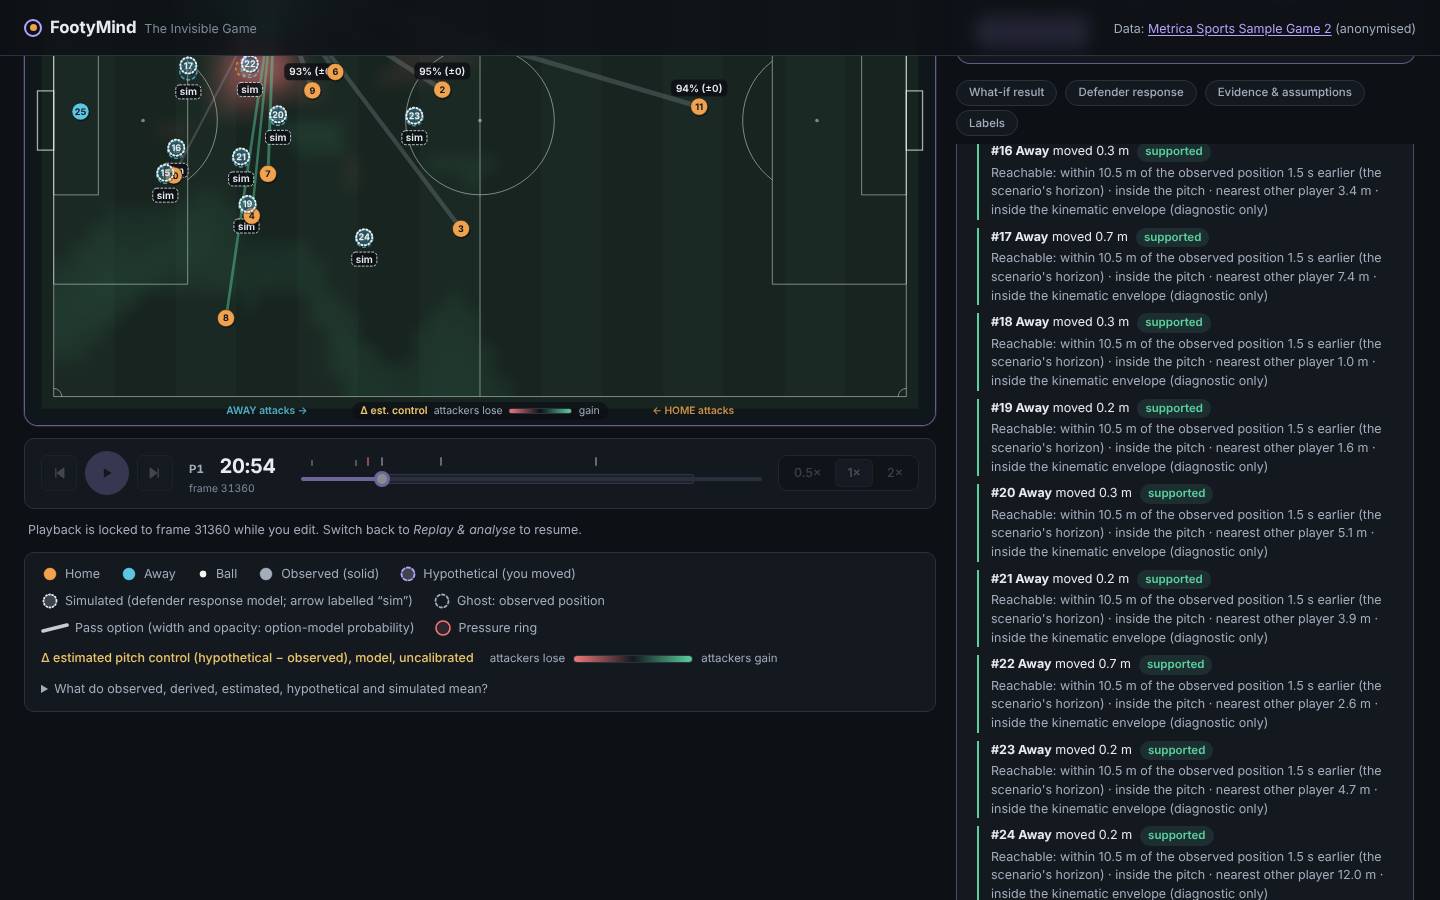 FootyMind The Invisible Game
Data: Metrica Sports Sample Game 2 (anonymised)
17
22
6
93% (±
95% (±0)
94% (±0)
sim
sim
9
2
11
25
20
23
sim
sim
16
21
15
7
sim
sim
19
4
sim
3
24
sim
8
AWAY attacks →
Δ est. control attackers lose gain
← HOME attacks
P1 20:54
frame 31360
0.5× 1× 2×
Playback is locked to frame 31360 while you edit. Switch back to Replay & analyse to resume.
Home Away Ball Observed (solid) Hypothetical (you moved)
Simulated (defender response model; arrow labelled “sim”) Ghost: observed position
Pass option (width and opacity: option-model probability) Pressure ring
Δ estimated pitch control (hypothetical − observed), model, uncalibrated attackers lose attackers gain
▶ What do observed, derived, estimated, hypothetical and simulated mean?
What-if result Defender response Evidence & assumptions
Labels
#16 Away moved 0.3 m supported
Reachable: within 10.5 m of the observed position 1.5 s earlier (the
scenario's horizon) · inside the pitch · nearest other player 3.4 m ·
inside the kinematic envelope (diagnostic only)
#17 Away moved 0.7 m supported
Reachable: within 10.5 m of the observed position 1.5 s earlier (the
scenario's horizon) · inside the pitch · nearest other player 7.4 m ·
inside the kinematic envelope (diagnostic only)
#18 Away moved 0.3 m supported
Reachable: within 10.5 m of the observed position 1.5 s earlier (the
scenario's horizon) · inside the pitch · nearest other player 1.0 m ·
inside the kinematic envelope (diagnostic only)
#19 Away moved 0.2 m supported
Reachable: within 10.5 m of the observed position 1.5 s earlier (the
scenario's horizon) · inside the pitch · nearest other player 1.6 m ·
inside the kinematic envelope (diagnostic only)
#20 Away moved 0.3 m supported
Reachable: within 10.5 m of the observed position 1.5 s earlier (the
scenario's horizon) · inside the pitch · nearest other player 5.1 m ·
inside the kinematic envelope (diagnostic only)
#21 Away moved 0.2 m supported
Reachable: within 10.5 m of the observed position 1.5 s earlier (the
scenario's horizon) · inside the pitch · nearest other player 3.9 m ·
inside the kinematic envelope (diagnostic only)
#22 Away moved 0.7 m supported
Reachable: within 10.5 m of the observed position 1.5 s earlier (the
scenario's horizon) · inside the pitch · nearest other player 2.6 m ·
inside the kinematic envelope (diagnostic only)
#23 Away moved 0.2 m supported
Reachable: within 10.5 m of the observed position 1.5 s earlier (the
scenario's horizon) · inside the pitch · nearest other player 4.7 m ·
inside the kinematic envelope (diagnostic only)
#24 Away moved 0.2 m supported
Reachable: within 10.5 m of the observed position 1.5 s earlier (the
scenario's horizon) · inside the pitch · nearest other player 12.0 m ·
inside the kinematic envelope (diagnostic only)